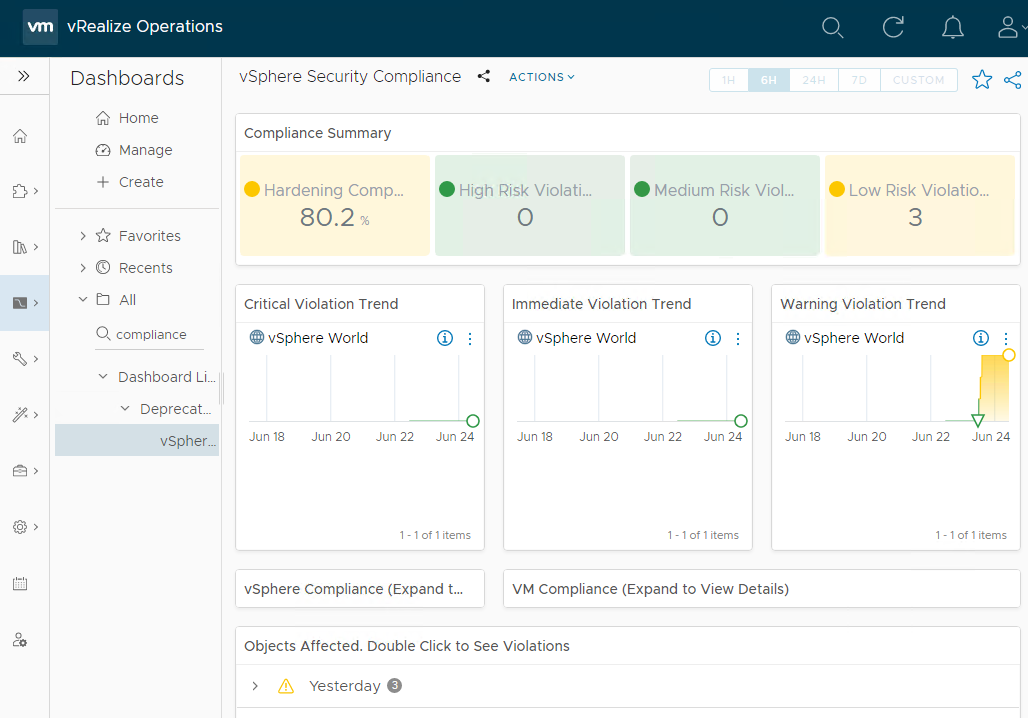 vm vRealize Operations
Dashboards
Home
Manage
Create
Favorites
Recents
All
compliance
Dashboard Li...
Deprecat...
vSpher...
vSphere Security Compliance ACTIONS 1H 6H 24H 7D CUSTOM
Compliance Summary
Hardening Comp... High Risk Violati... Medium Risk Viol... Low Risk Violatio...
80.2 % 0 0 3
Critical Violation Trend
vSphere World
Jun 18 Jun 20 Jun 22 Jun 24
1 - 1 of 1 items
Immediate Violation Trend
vSphere World
Jun 18 Jun 20 Jun 22 Jun 24
1 - 1 of 1 items
Warning Violation Trend
vSphere World
Jun 18 Jun 20 Jun 22 Jun 24
1 - 1 of 1 items
vSphere Compliance (Expand t...
VM Compliance (Expand to View Details)
Objects Affected. Double Click to See Violations
Yesterday 3